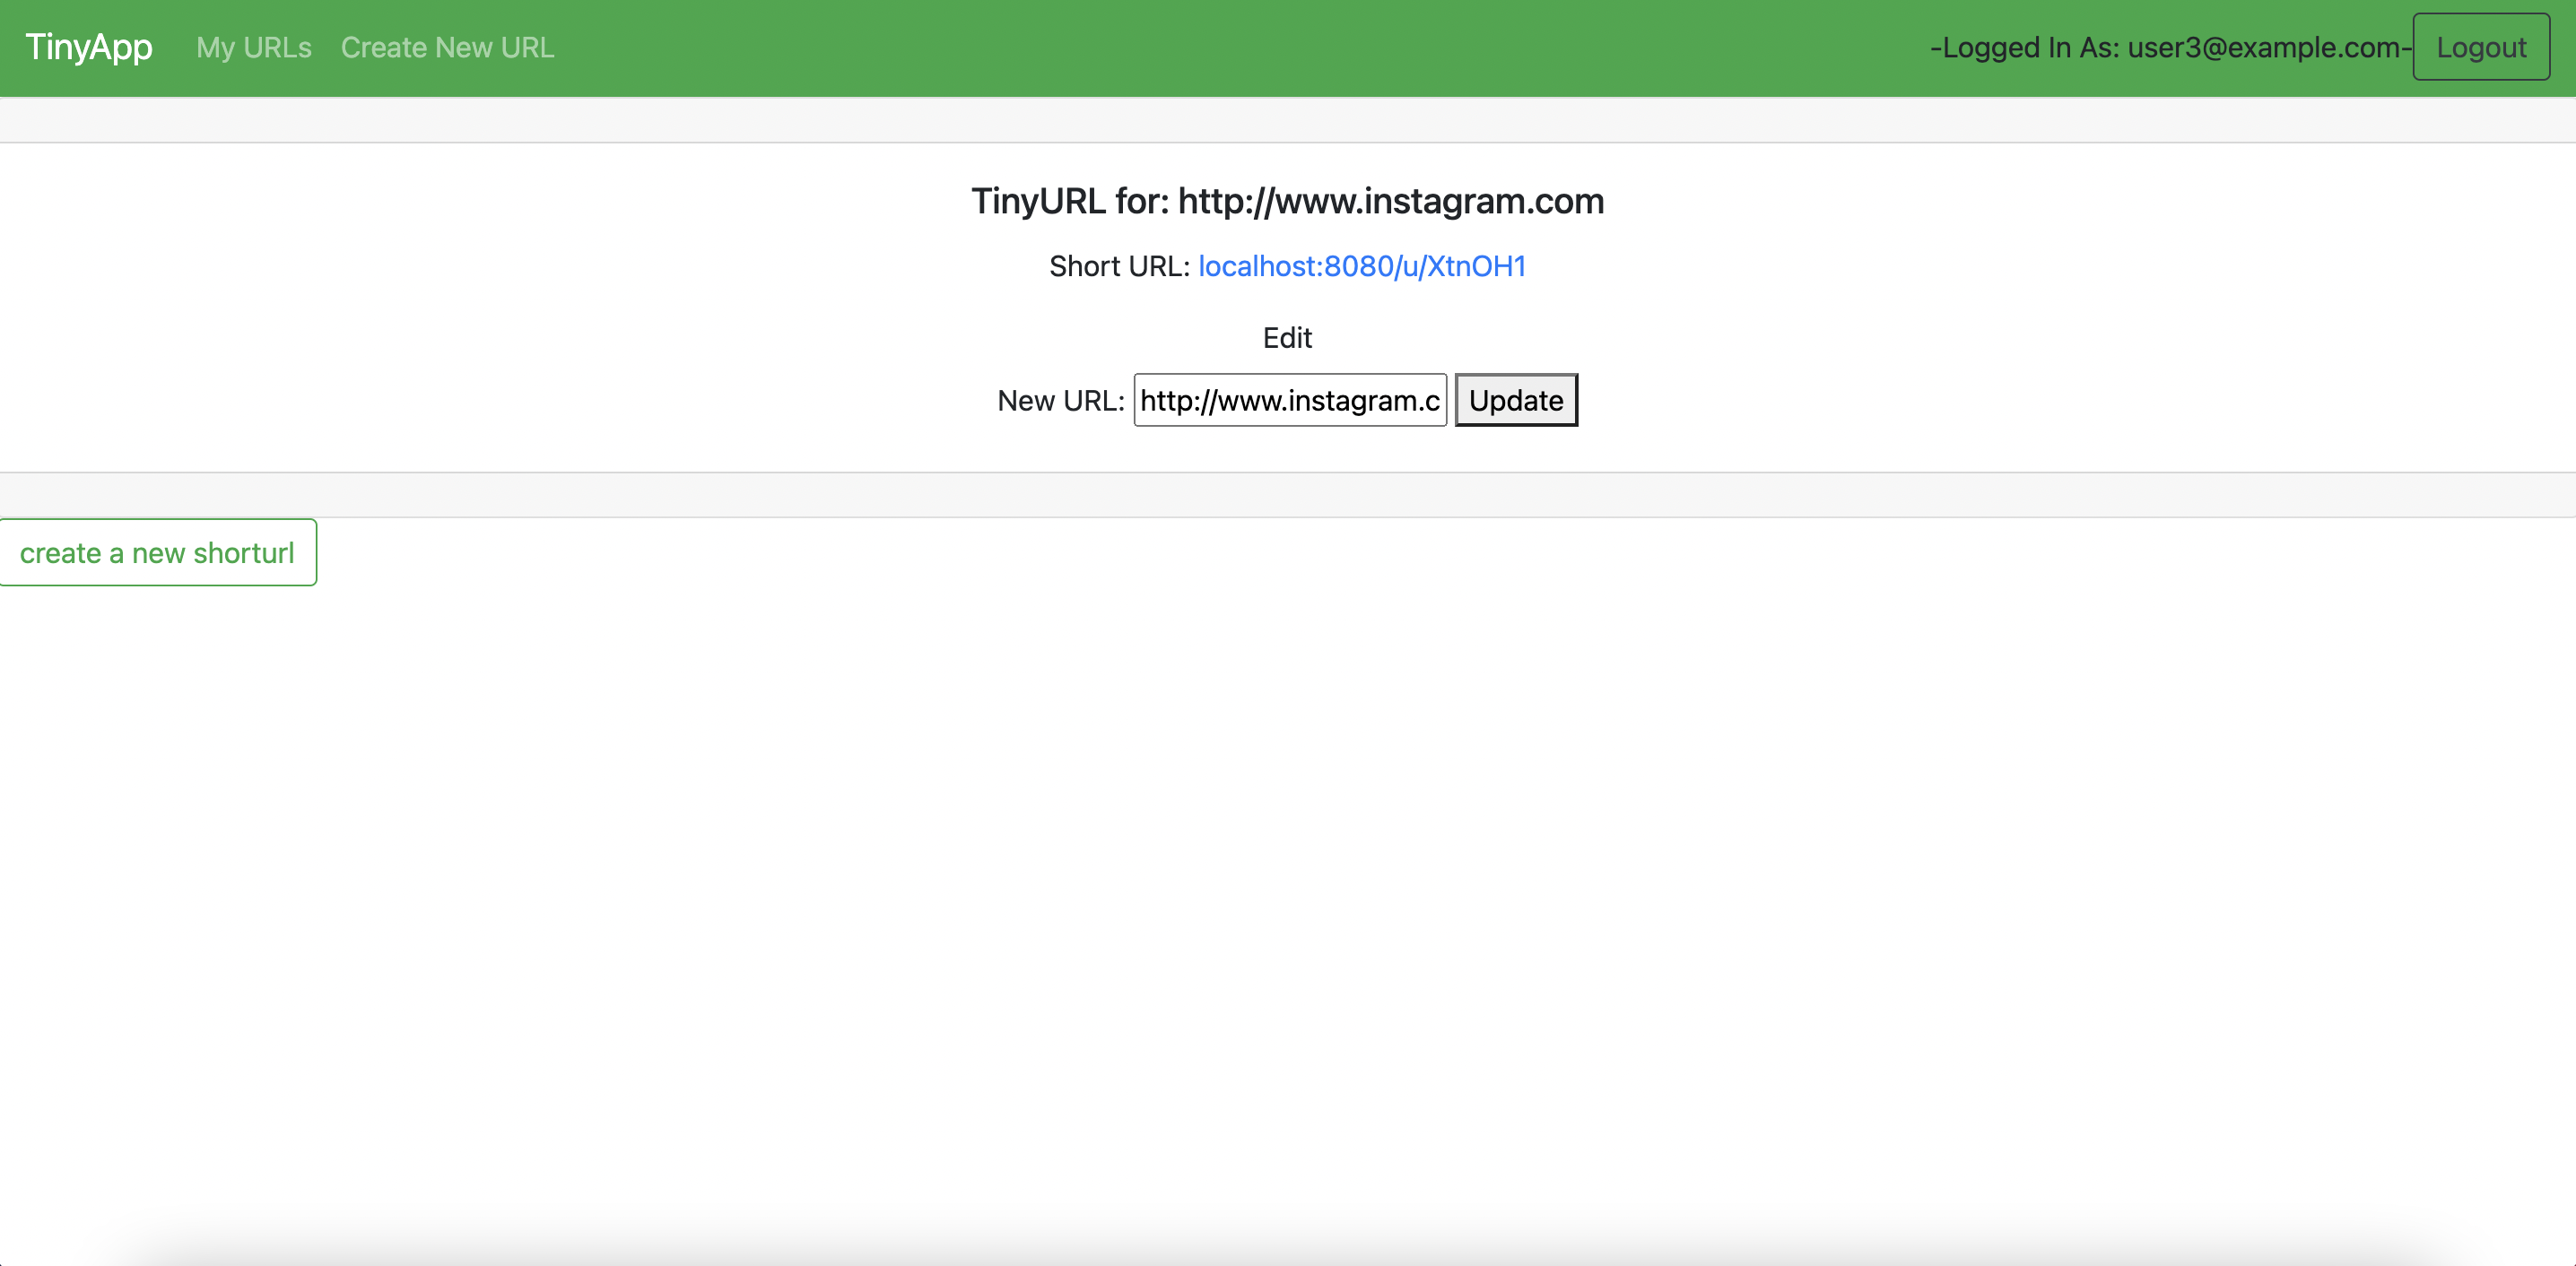 TinyApp My URLs Create New URL -Logged In As: user3@example.com- Logout
TinyURL for: http://www.instagram.com
Short URL: localhost:8080/u/XtnOH1
Edit
New URL: http://www.instagram.c Update
create a new shorturl